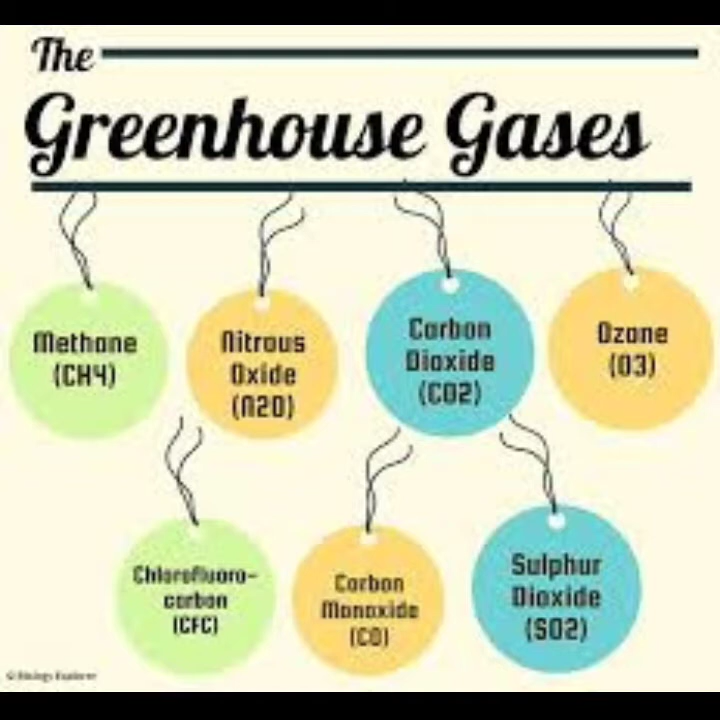 The
Greenhouse Gases
Methane
(CH4)
Nitrous
Oxide
(N2O)
Carbon
Dioxide
(CO2)
Ozone
(O3)
Chlorofluoro-
carbon
(CFC)
Carbon
Monoxide
(CO)
Sulphur
Dioxide
(SO2)